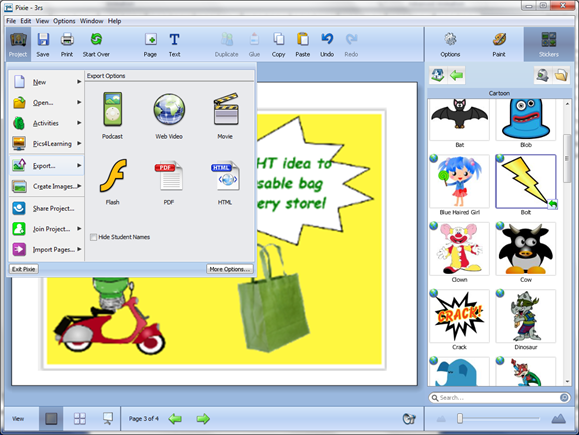 Pixie - 3rs
File Edit View Options Window Help
Project Save Print Start Over Page Text Duplicate Glue Copy Paste Undo Redo Options Paint Stickers
New
Open...
Activities
Pics4Learning
Export...
Create Images...
Share Project...
Join Project...
Import Pages...
Exit Pixie
Export Options
Podcast Web Video Movie
Flash PDF HTML
PDF
HTML
Hide Student Names
More Options...
HT idea to
sable bag
ery store!
Cartoon
Bat Blob
Blue Haired Girl Bolt
Clown Cow
CRACK!
Crack Dinosaur
Search...
View Page 3 of 4